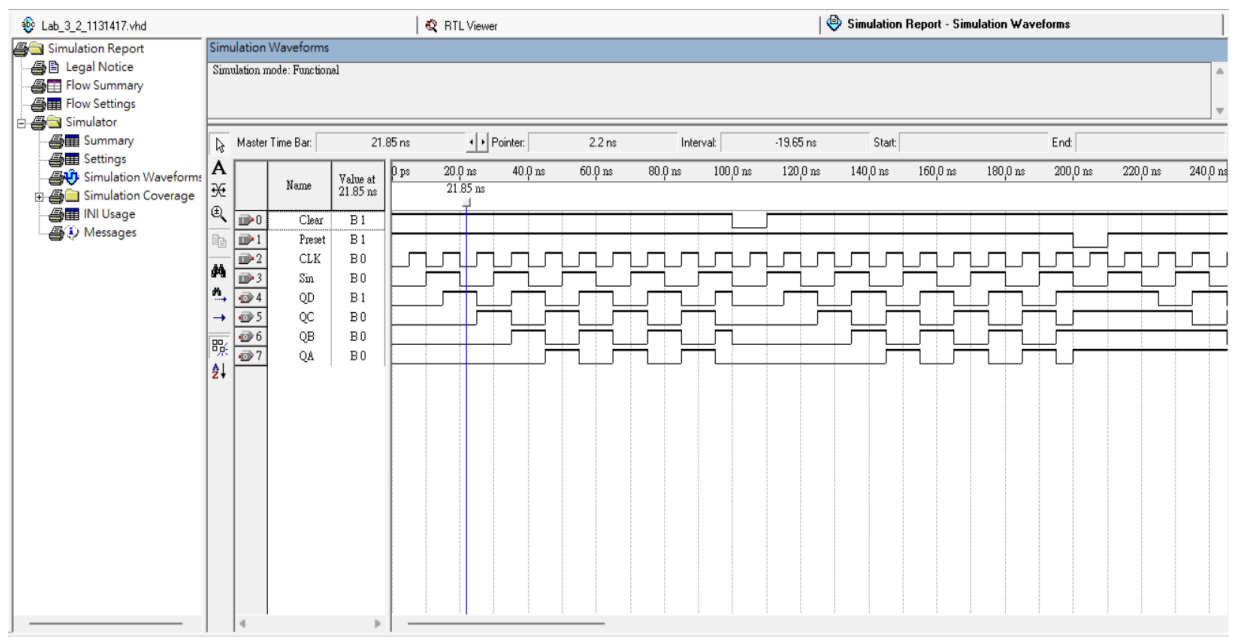 Lab_3_2_1131417.vhd
RTL Viewer
Simulation Report - Simulation Waveforms
Simulation Report
Legal Notice
Flow Summary
Flow Settings
Simulator
Summary
Settings
Simulation Waveforms
Simulation Coverage
INI Usage
Messages
Simulation Waveforms
Simulation mode: Functional
Master Time Bar: 21.85 ns Pointer: 2.2 ns Interval: -19.65 ns Start: End:
Name Value at 21.85 ns
0 ps 20.0 ns 40.0 ns 60.0 ns 80.0 ns 100.0 ns 120.0 ns 140.0 ns 160.0 ns 180.0 ns 200.0 ns 220.0 ns 240.0 ns
21.85 ns
0 Clear B 1
1 Preset B 1
2 CLK B 0
3 Sin B 0
4 QD B 1
5 QC B 0
6 QB B 0
7 QA B 0